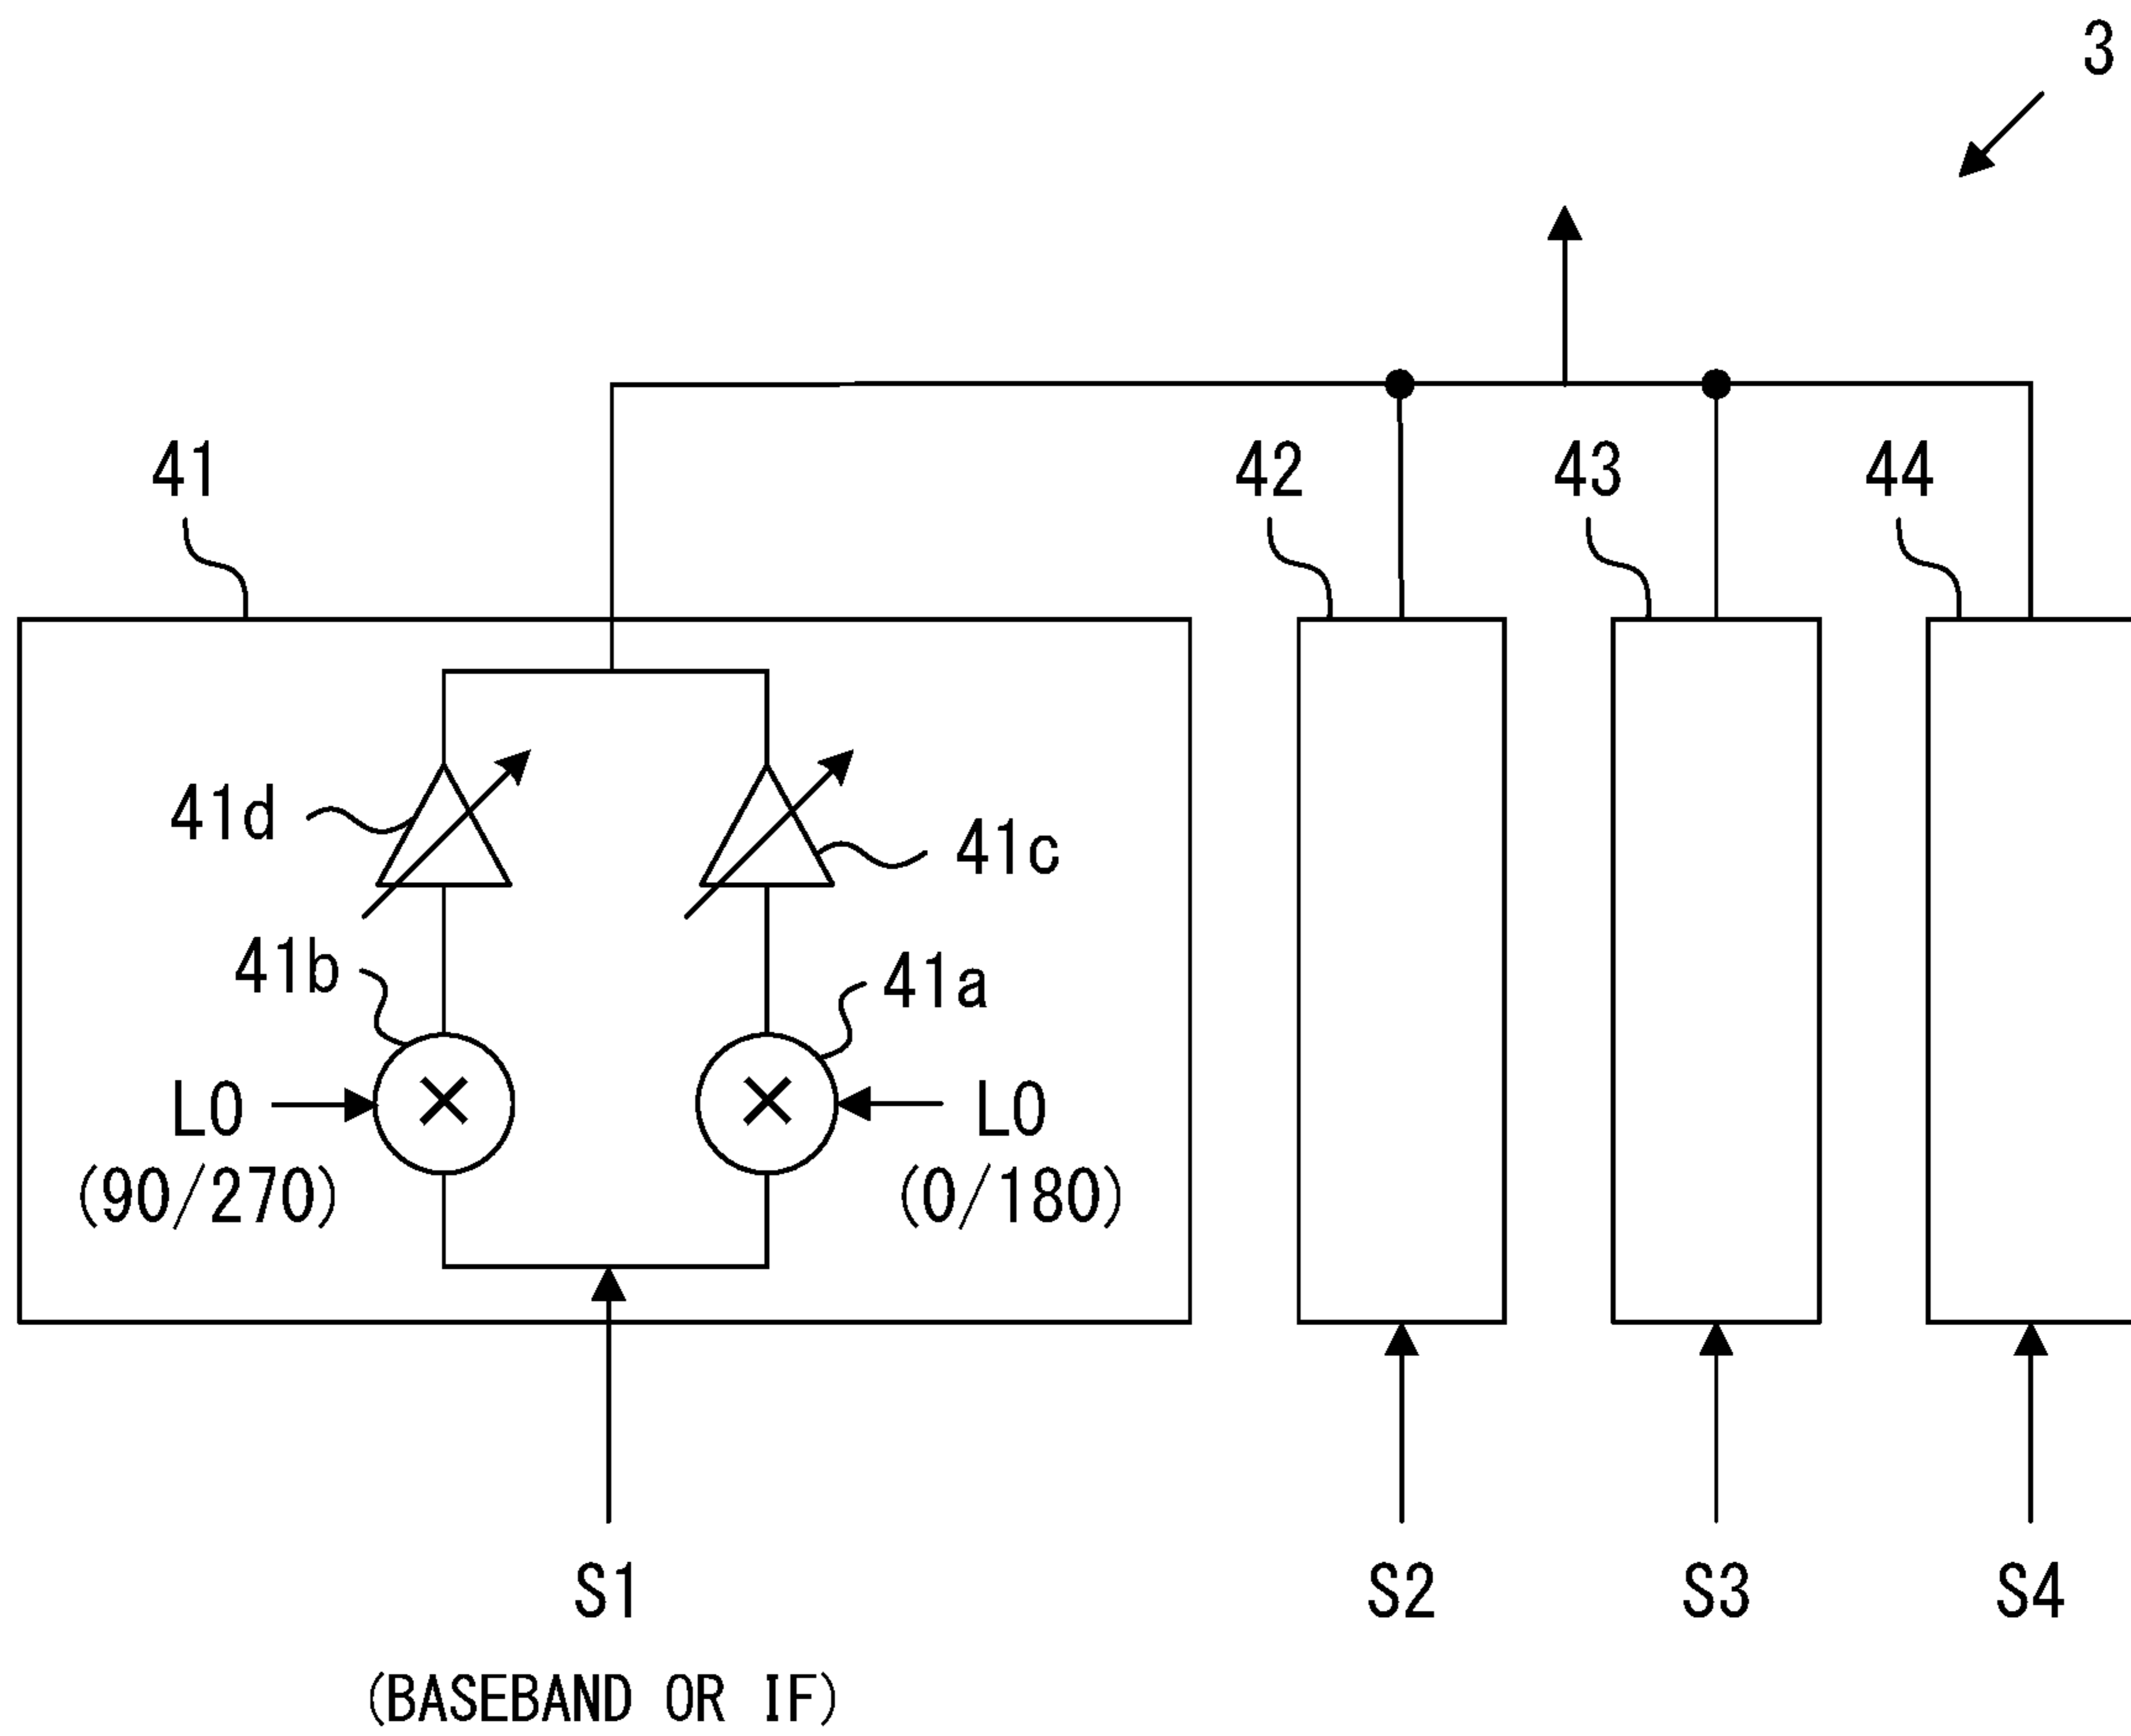 3
41
42
43
44
41d
41c
41b
41a
LO
(90/270)
LO
(0/180)
S1
(BASEBAND OR IF)
S2
S3
S4